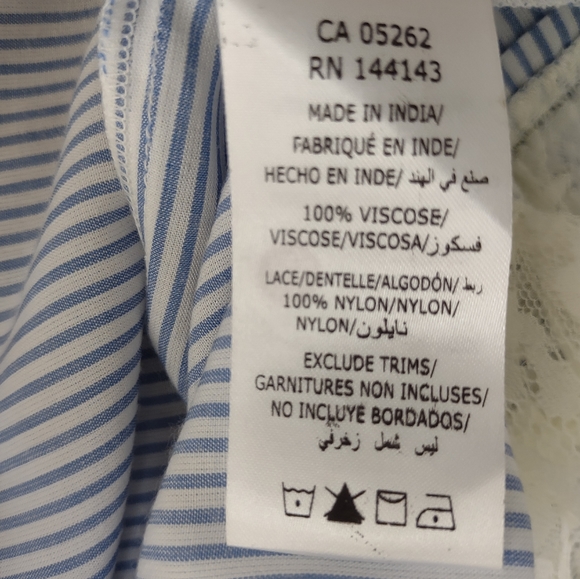 CA 05262
RN 144143
MADE IN INDIA/
FABRIQUÉ EN INDE/
HECHO EN INDE/ صنع في الهند
100% VISCOSE/
VISCOSE/VISCOSA/فسكوز
LACE/DENTELLE/ALGODÓN/ ربط
100% NYLON/NYLON/
NYLON/نايلون
EXCLUDE TRIMS/
GARNITURES NON INCLUSES/
NO INCLUYE BORDADOS/
ليس شمل زخرفي